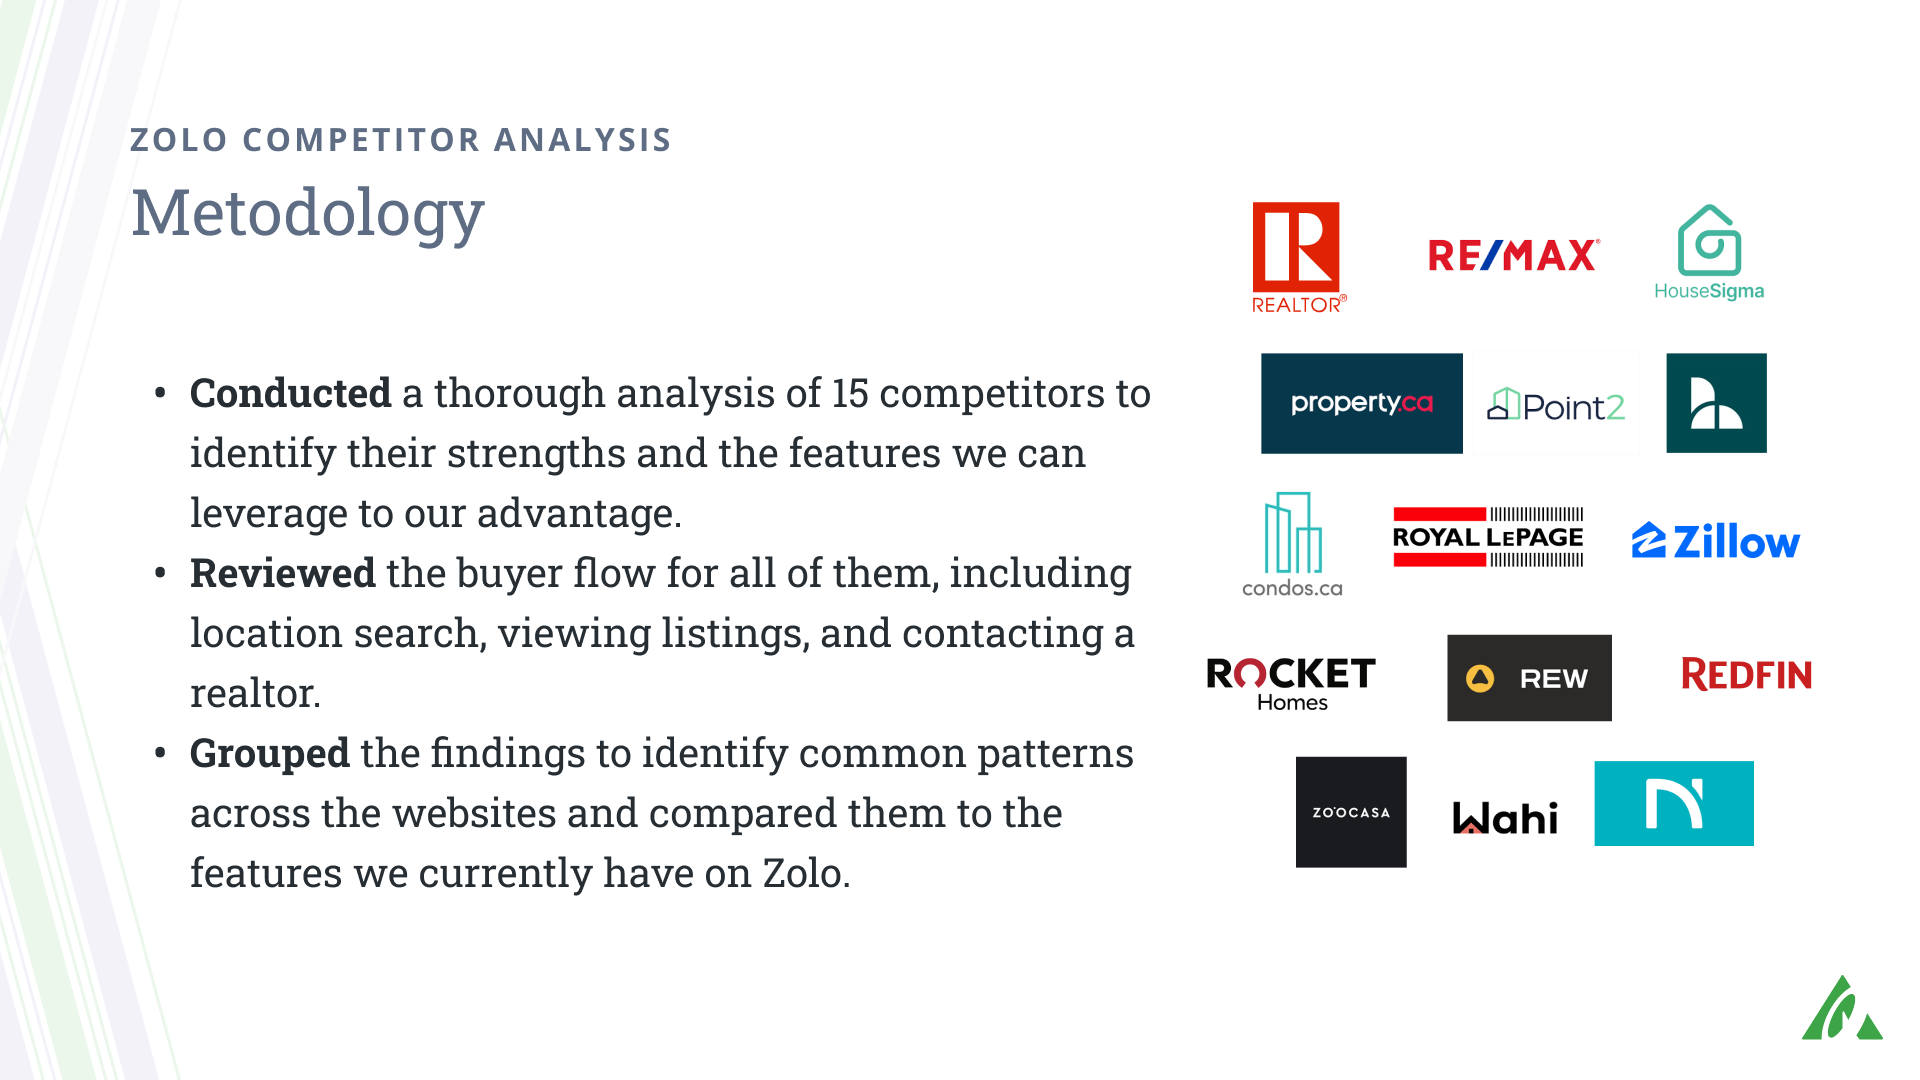 ZOLO COMPETITOR ANALYSIS
Metodology
• Conducted a thorough analysis of 15 competitors to
identify their strengths and the features we can
leverage to our advantage.
• Reviewed the buyer flow for all of them, including
location search, viewing listings, and contacting a
realtor.
• Grouped the findings to identify common patterns
across the websites and compared them to the
features we currently have on Zolo.
REALTOR®
RE/MAX®
HouseSigma
property.ca
Point2
condos.ca
ROYAL LEPAGE
Zillow
ROCKET
Homes
REW
REDFIN
ZOOCASA
Wahi